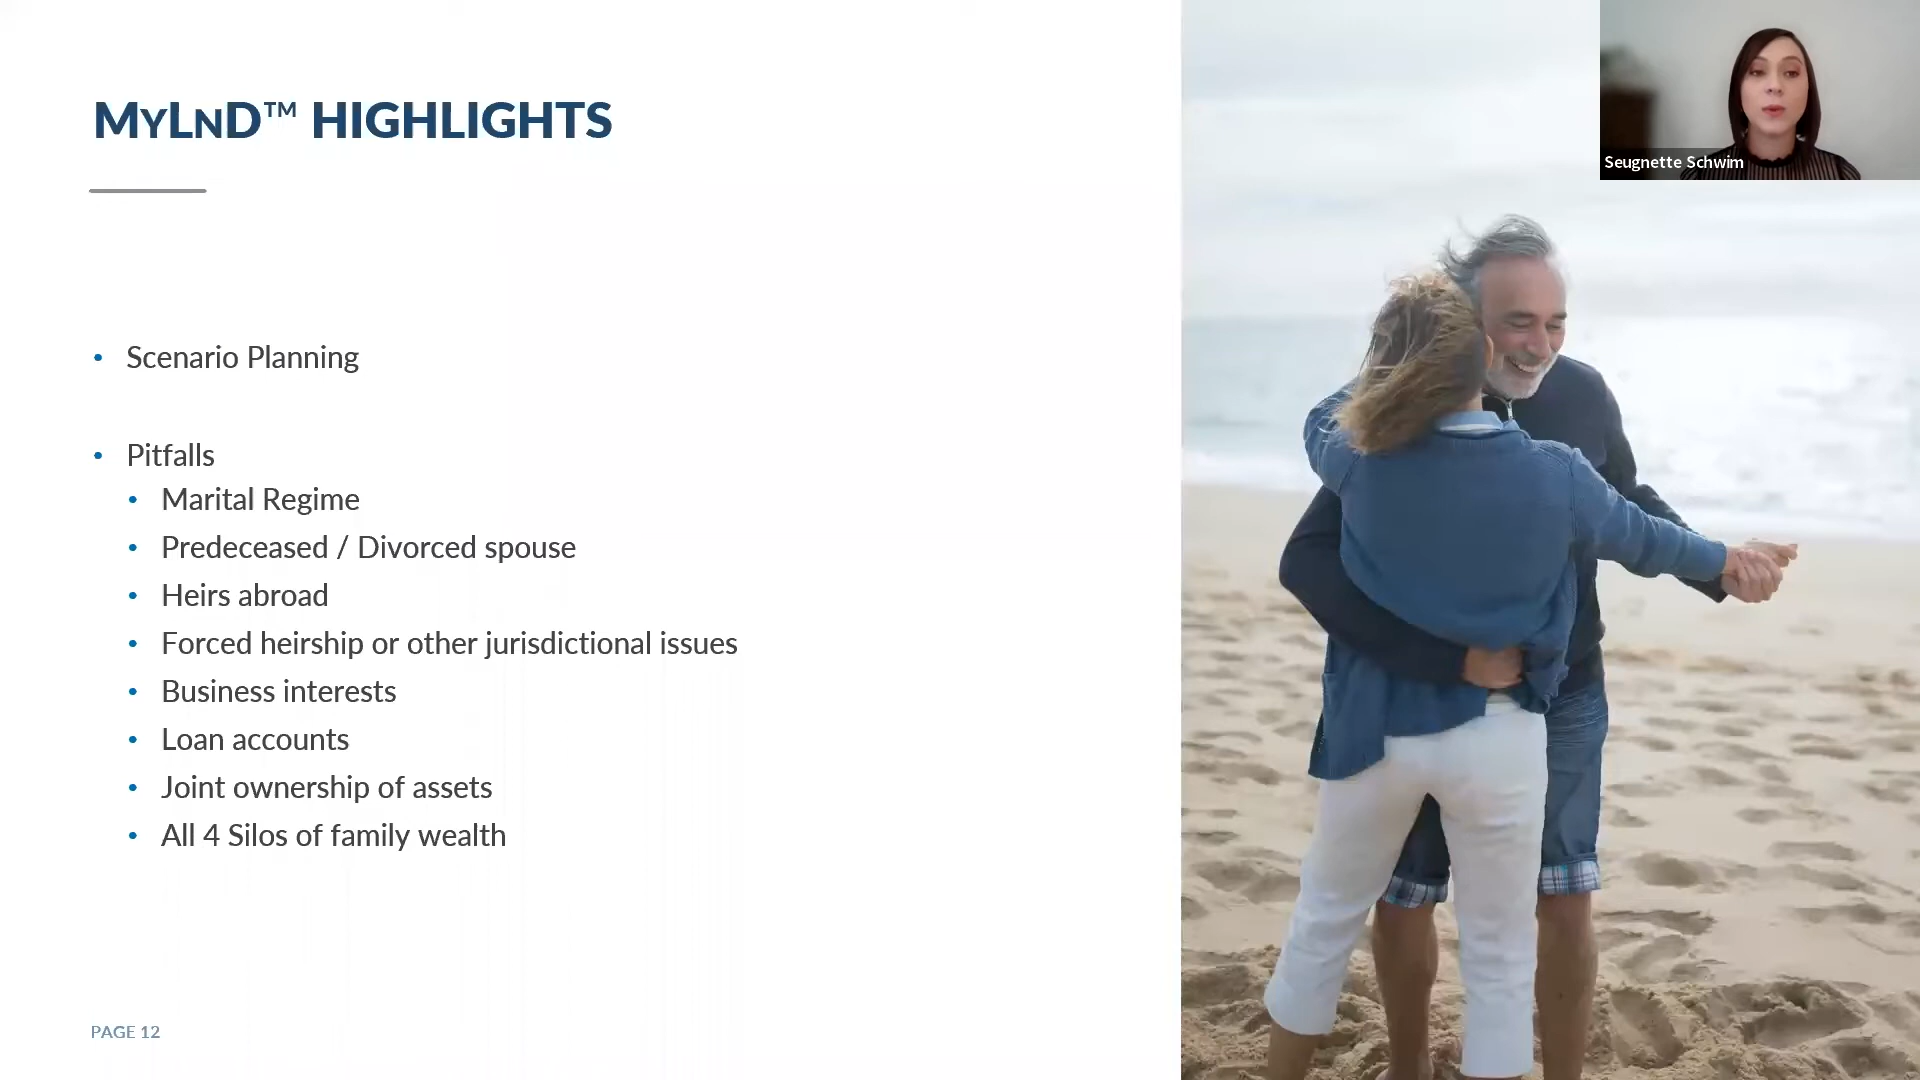 MYLND™ HIGHLIGHTS
Seugnette Schwim
• Scenario Planning
• Pitfalls
• Marital Regime
• Predeceased / Divorced spouse
• Heirs abroad
• Forced heirship or other jurisdictional issues
• Business interests
• Loan accounts
• Joint ownership of assets
• All 4 Silos of family wealth
PAGE 12